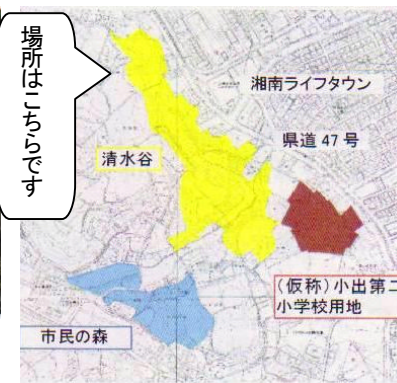 場所はこちらです
湘南ライフタウン
県道 47 号
清水谷
(仮称)小出第二
小学校用地
市民の森